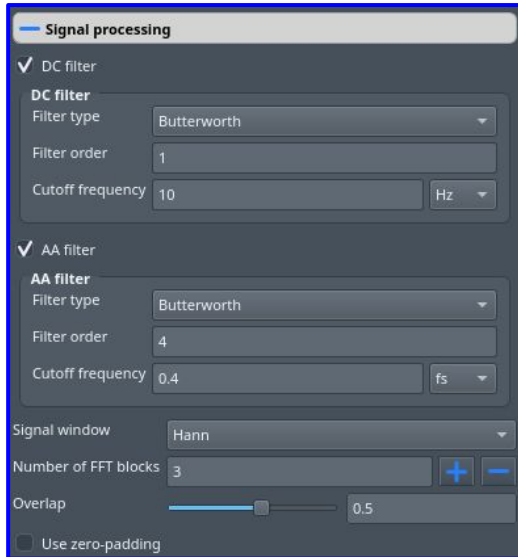 Signal processing
DC filter
DC filter
Filter type Butterworth
Filter order 1
Cutoff frequency 10 Hz
AA filter
AA filter
Filter type Butterworth
Filter order 4
Cutoff frequency 0.4 fs
Signal window Hann
Number of FFT blocks 3
Overlap 0.5
Use zero-padding